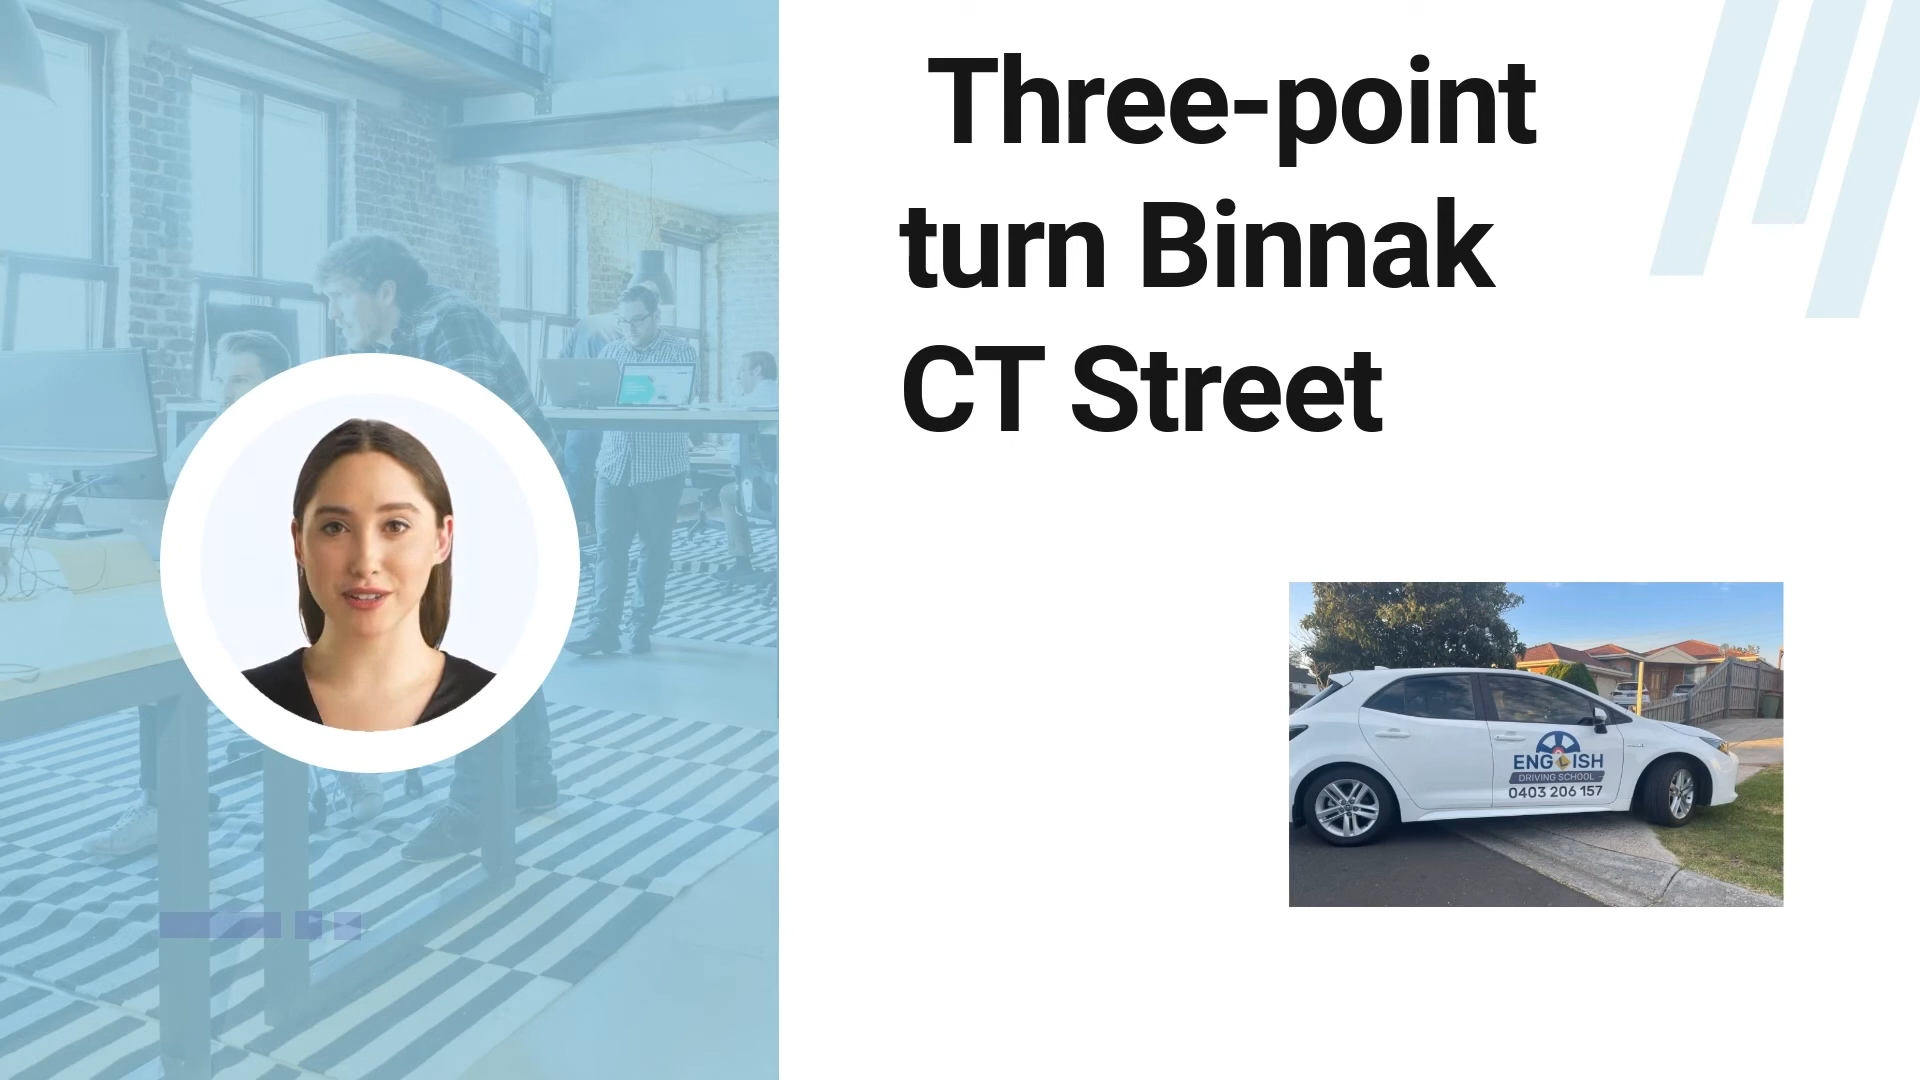 Three-point
turn Binnak
CT Street
ENGLISH
DRIVING SCHOOL
0403 206 157